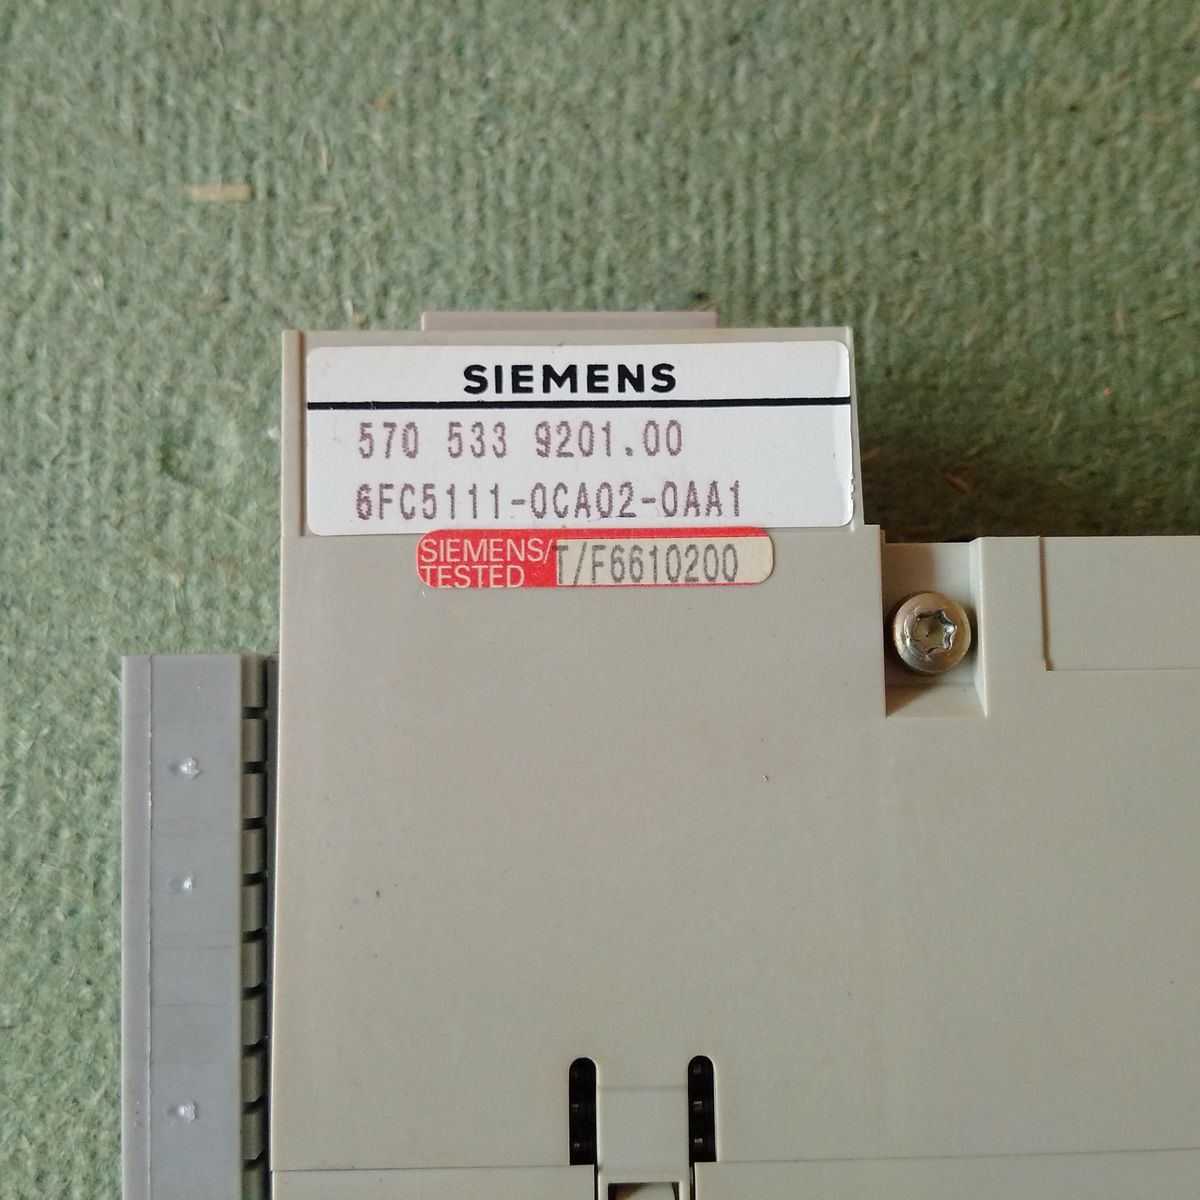 SIEMENS
570 533 9201.00
6FC5111-0CA02-0AA1
SIEMENS/
TESTED
T/F6610200